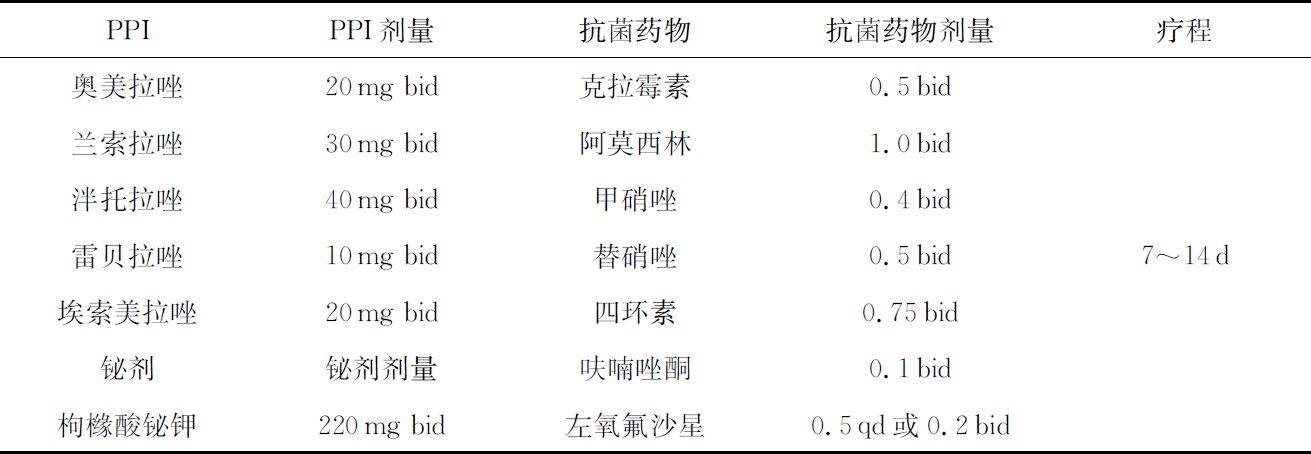 PPI PPI 剂量 抗菌药物 抗菌药物剂量 疗程
奥美拉唑 20 mg bid 克拉霉素 0.5 bid
兰索拉唑 30 mg bid 阿莫西林 1.0 bid
泮托拉唑 40 mg bid 甲硝唑 0.4 bid
雷贝拉唑 10 mg bid 替硝唑 0.5 bid 7～14 d
埃索美拉唑 20 mg bid 四环素 0.75 bid
铋剂 铋剂剂量 呋喃唑酮 0.1 bid
枸橼酸铋钾 220 mg bid 左氧氟沙星 0.5 qd 或 0.2 bid